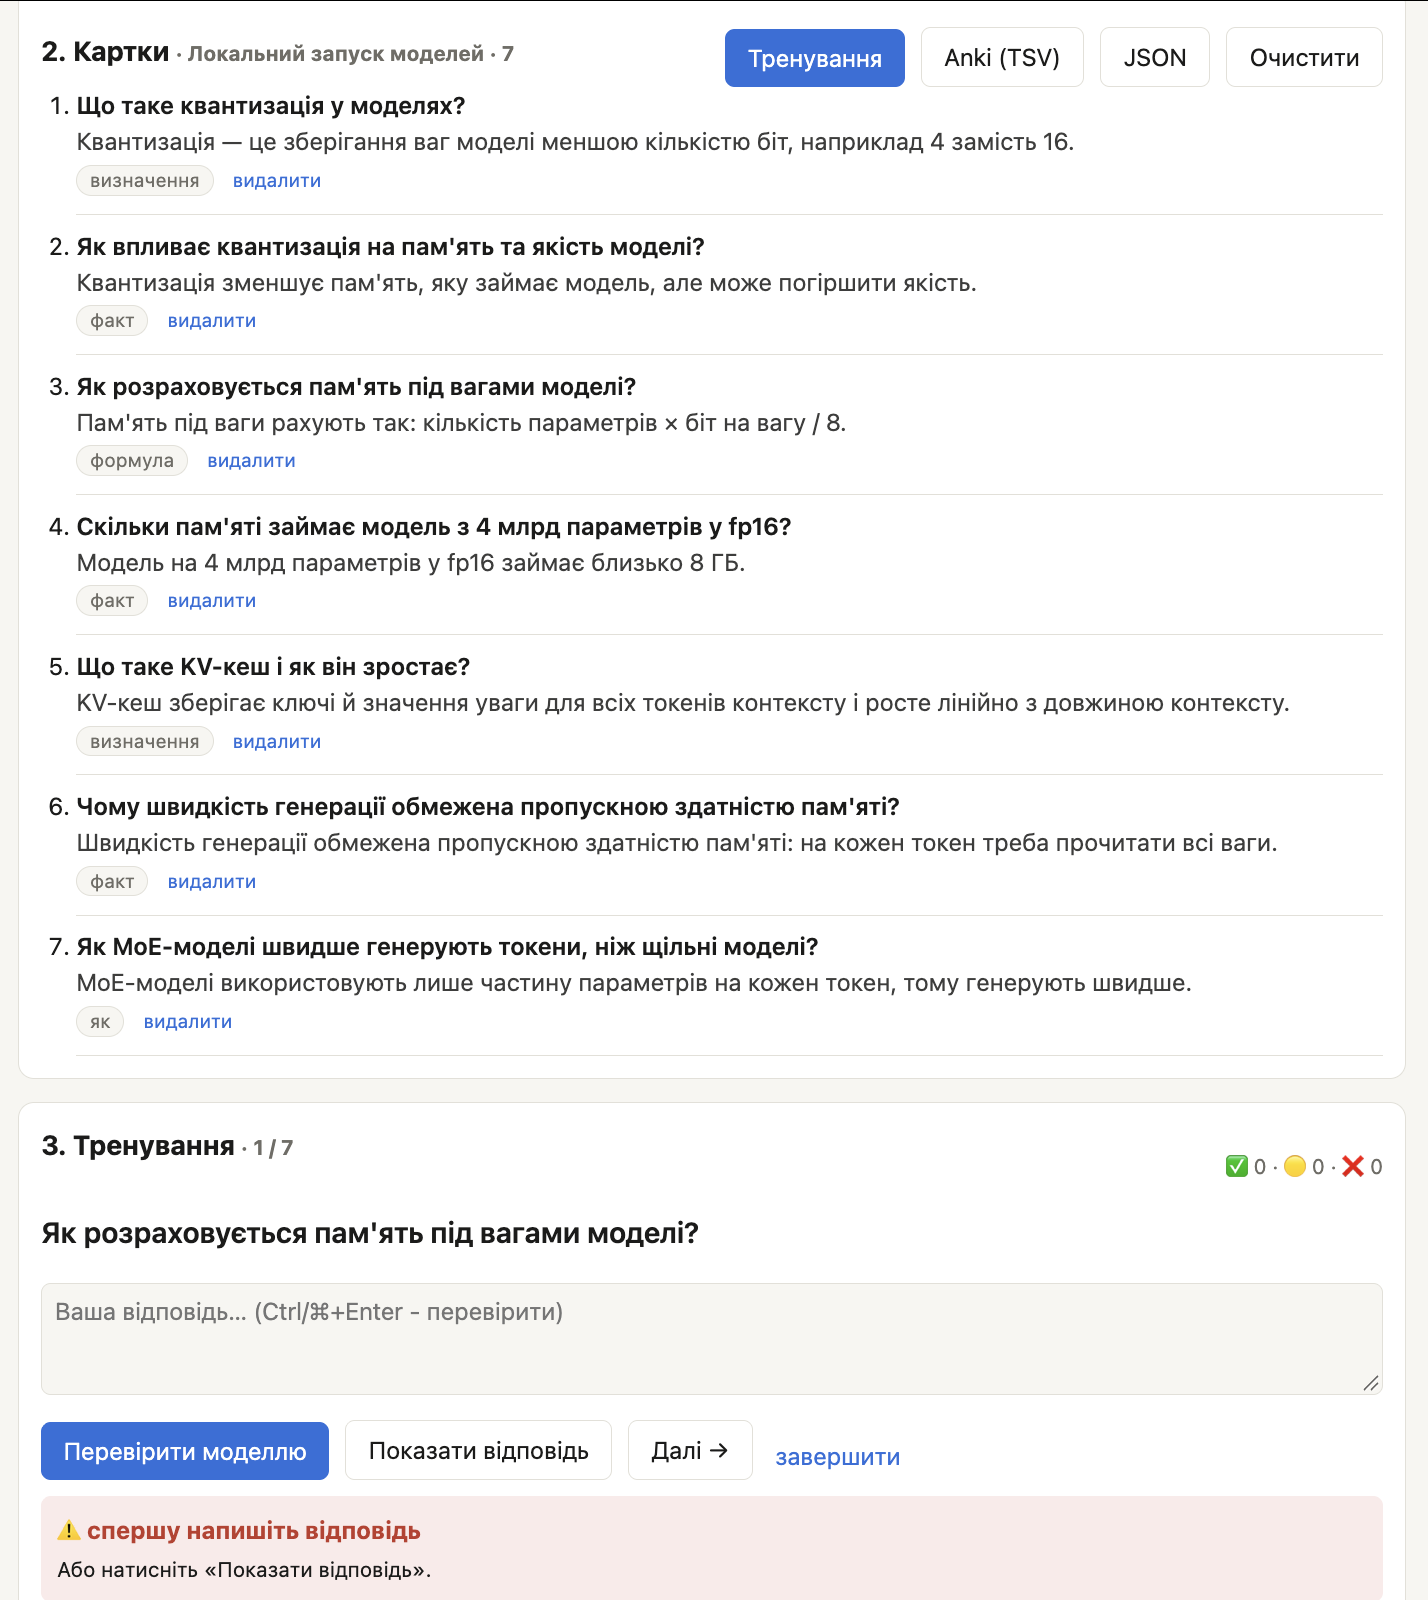 2. Картки · Локальний запуск моделей · 7
Тренування
Anki (TSV)
JSON
Очистити
1. Що таке квантизація у моделях?
Квантизація — це зберігання ваг моделі меншою кількістю біт, наприклад 4 замість 16.
визначення видалити
2. Як впливає квантизація на пам'ять та якість моделі?
Квантизація зменшує пам'ять, яку займає модель, але може погіршити якість.
факт видалити
3. Як розраховується пам'ять під вагами моделі?
Пам'ять під ваги рахують так: кількість параметрів × біт на вагу / 8.
формула видалити
4. Скільки пам'яті займає модель з 4 млрд параметрів у fp16?
Модель на 4 млрд параметрів у fp16 займає близько 8 ГБ.
факт видалити
5. Що таке KV-кеш і як він зростає?
KV-кеш зберігає ключі й значення уваги для всіх токенів контексту і росте лінійно з довжиною контексту.
визначення видалити
6. Чому швидкість генерації обмежена пропускною здатністю пам'яті?
Швидкість генерації обмежена пропускною здатністю пам'яті: на кожен токен треба прочитати всі ваги.
факт видалити
7. Як MoE-моделі швидше генерують токени, ніж щільні моделі?
MoE-моделі використовують лише частину параметрів на кожен токен, тому генерують швидше.
як видалити
3. Тренування · 1 / 7
✅ 0 · 🟡 0 · ❌ 0
Як розраховується пам'ять під вагами моделі?
Ваша відповідь... (Ctrl/⌘+Enter - перевірити)
Перевірити моделлю
Показати відповідь
Далі →
завершити
⚠️ спершу напишіть відповідь
Або натисніть «Показати відповідь».